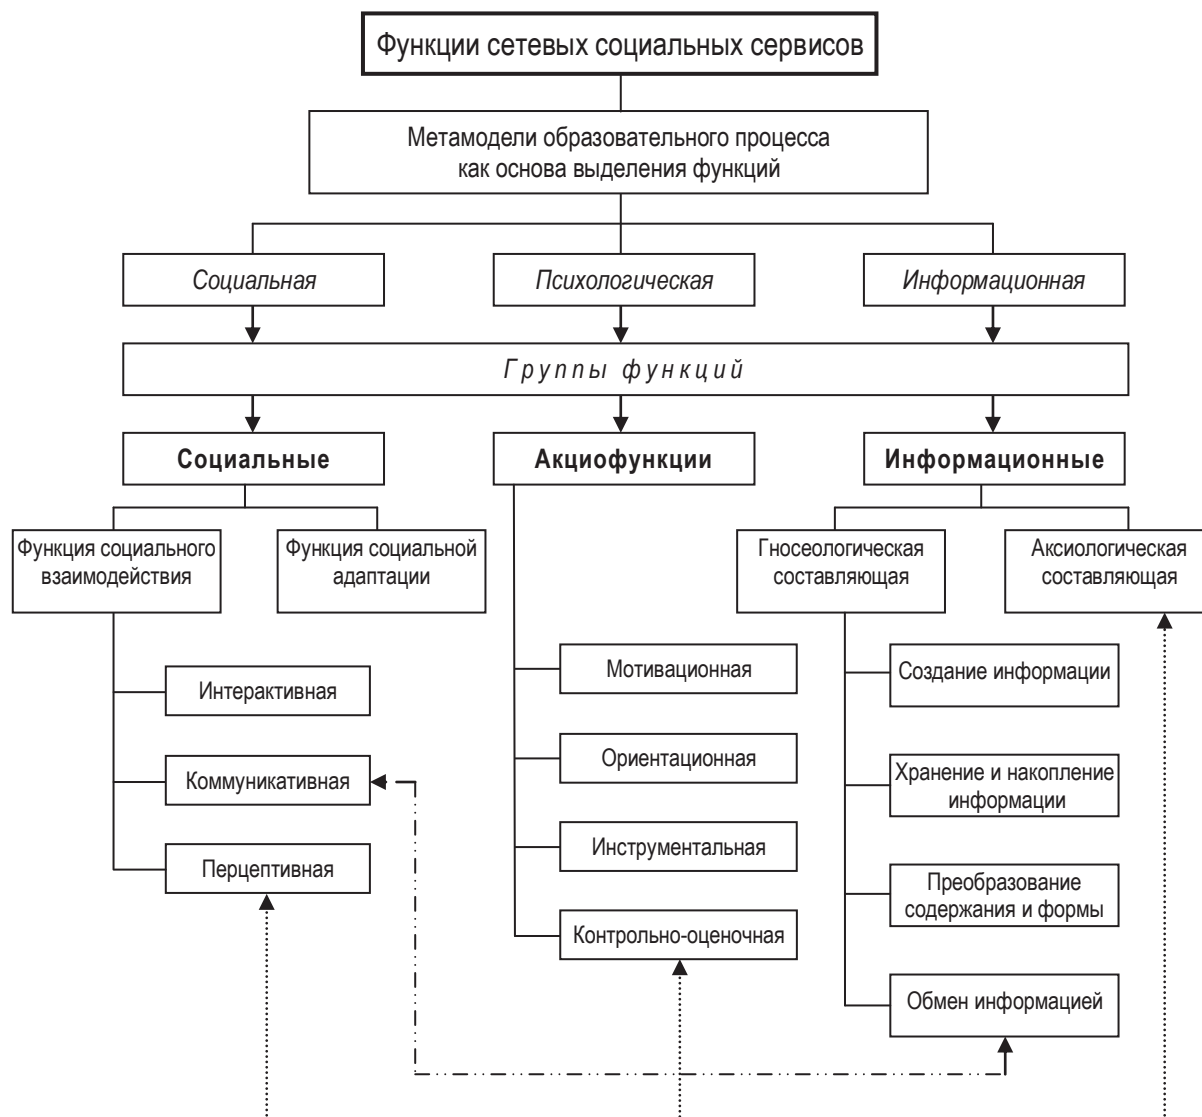 Функции сетевых социальных сервисов
Метамодели образовательного процесса
как основа выделения функций
Социальная
Психологическая
Информационная
Группы функций
Социальные
Акциофункции
Информационные
Функция социального
взаимодействия
Функция социальной
адаптации
Гносеологическая
составляющая
Аксиологическая
составляющая
Интерактивная
Коммуникативная
Перцептивная
Мотивационная
Ориентационная
Инструментальная
Контрольно-оценочная
Создание информации
Хранение и накопление
информации
Преобразование
содержания и формы
Обмен информацией